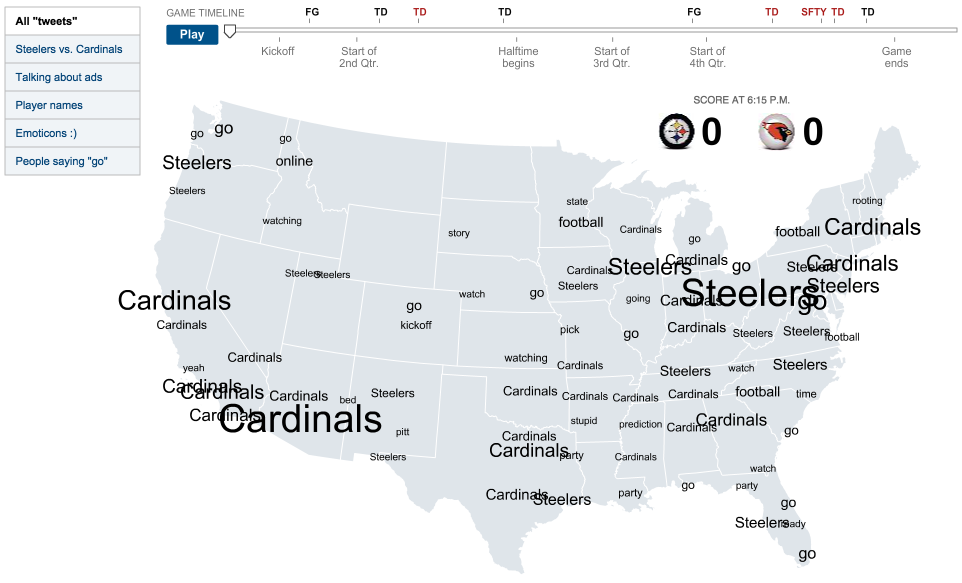 All "tweets"
Steelers vs. Cardinals
Talking about ads
Player names
Emoticons :)
People saying "go"
GAME TIMELINE
FG TD TD TD FG TD SFTY TD TD
Play
Kickoff
Start of 2nd Qtr.
Halftime begins
Start of 3rd Qtr.
Start of 4th Qtr.
Game ends
SCORE AT 6:15 P.M.
0 0
go go
go
Steelers
online
Steelers
watching
state
football
Cardinals
story
go
rooting
football
Cardinals
Steelers Steelers
watch
go
Cardinals
Steelers
Steelers
Cardinals
go
Steelers
Cardinals
Steelers
Cardinals
go
kickoff
going
Cardinals
Steelers
go
Cardinals
pick
go
Cardinals
Steelers
Steelers
football
yeah
Cardinals
watching
Cardinals
Steelers
watch
Steelers
Cardinals
Cardinals
Cardinals
bed
Steelers
Cardinals
Cardinals
Cardinals
Cardinals
football
time
Cardinals
Cardinals
pitt
stupid
prediction
Cardinals
Cardinals
go
Steelers
Cardinals
Cardinals
party
Cardinals
watch
Cardinals
Steelers
party
go
party
go
Steelers
ready
go